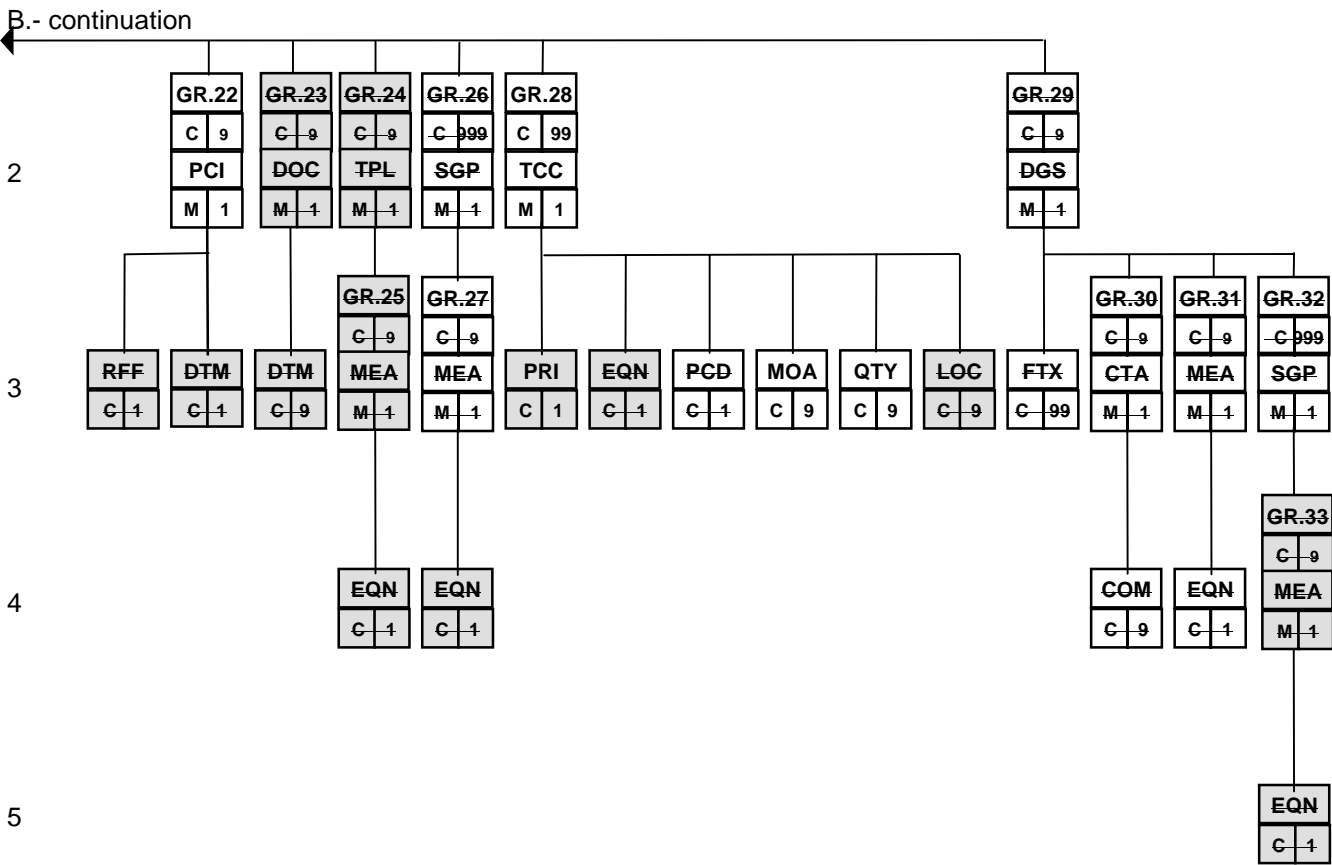 B.- continuation
GR.22 GR.23 GR.24 GR.26 GR.28 GR.29
C 9 C 9 C 9 C 999 C 99 C 9
2 PCI DOC TPL SGP TCC DGS
M 1 M 1 M 1 M 1 M 1 M 1
GR.25 GR.27 GR.30 GR.31 GR.32
C 9 C 9 C 9 C 9 C 999
3 RFF DTM DTM MEA MEA PRI EQN PCD MOA QTY LOC FTX CTA MEA SGP
C 1 C 1 C 9 M 1 M 1 C 1 C 1 C 1 C 9 C 9 C 9 C 99 M 1 M 1 M 1
GR.33
C 9
4 EQN EQN COM EQN MEA
C 1 C 1 C 9 C 1 M 1
5 EQN
C 1